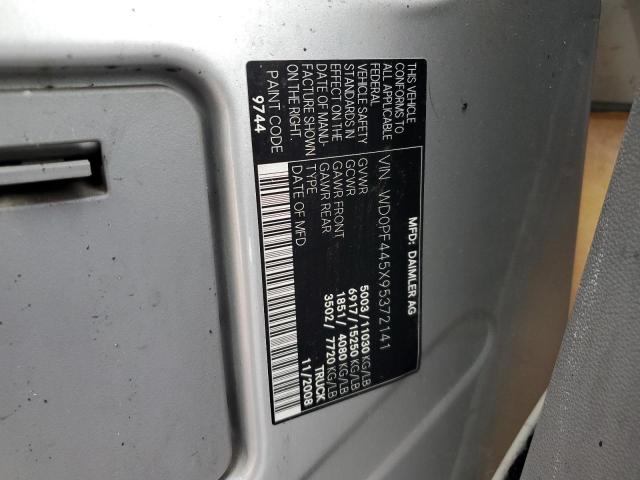 MFD: DAIMLER AG
VIN WD0PF445X95372141
GVWR 5003/11030 KG/LB
GCWR 6917/15250 KG/LB
GAWR FRONT 1851/ 4080 KG/LB
GAWR REAR 3502/ 7720 KG/LB
TYPE TRUCK
DATE OF MFD 11/2008
THIS VEHICLE
CONFORMS TO
ALL APPLICABLE
FEDERAL
VEHICLE SAFETY
STANDARDS IN
EFFECT ON THE
DATE OF MANU-
FACTURE SHOWN
ON THE RIGHT.
PAINT CODE
9744